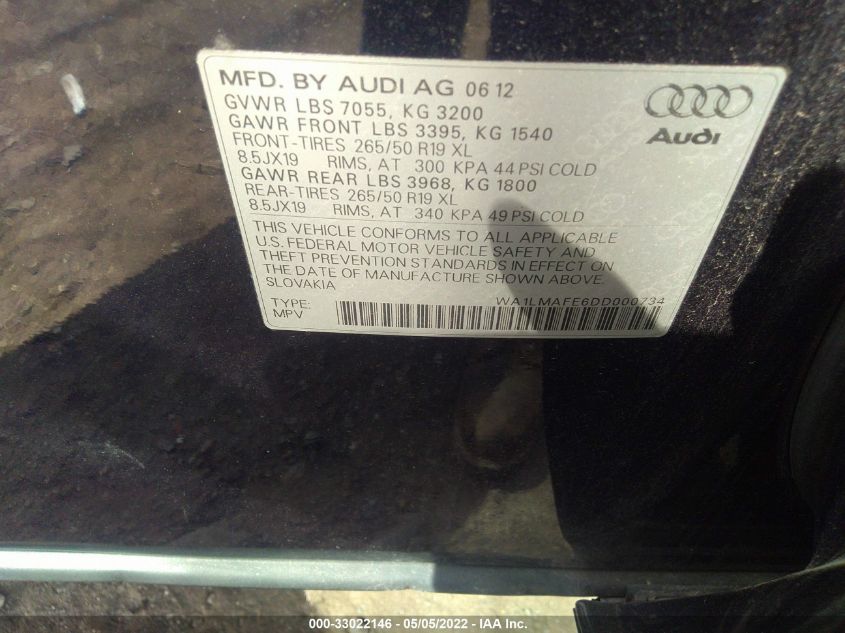 MFD. BY AUDI AG 06 12
GVWR LBS 7055, KG 3200
GAWR FRONT LBS 3395, KG 1540
FRONT-TIRES 265/50 R19 XL
8.5JX19 RIMS, AT 300 KPA 44 PSI COLD
GAWR REAR LBS 3968, KG 1800
REAR-TIRES 265/50 R19 XL
8.5JX19 RIMS, AT 340 KPA 49 PSI COLD
Audi
THIS VEHICLE CONFORMS TO ALL APPLICABLE
U.S. FEDERAL MOTOR VEHICLE SAFETY AND
THEFT PREVENTION STANDARDS IN EFFECT ON
THE DATE OF MANUFACTURE SHOWN ABOVE.
SLOVAKIA
WA1LMAFE6DD000734
TYPE:
MPV
000-33022146 - 05/05/2022 - IAA Inc.